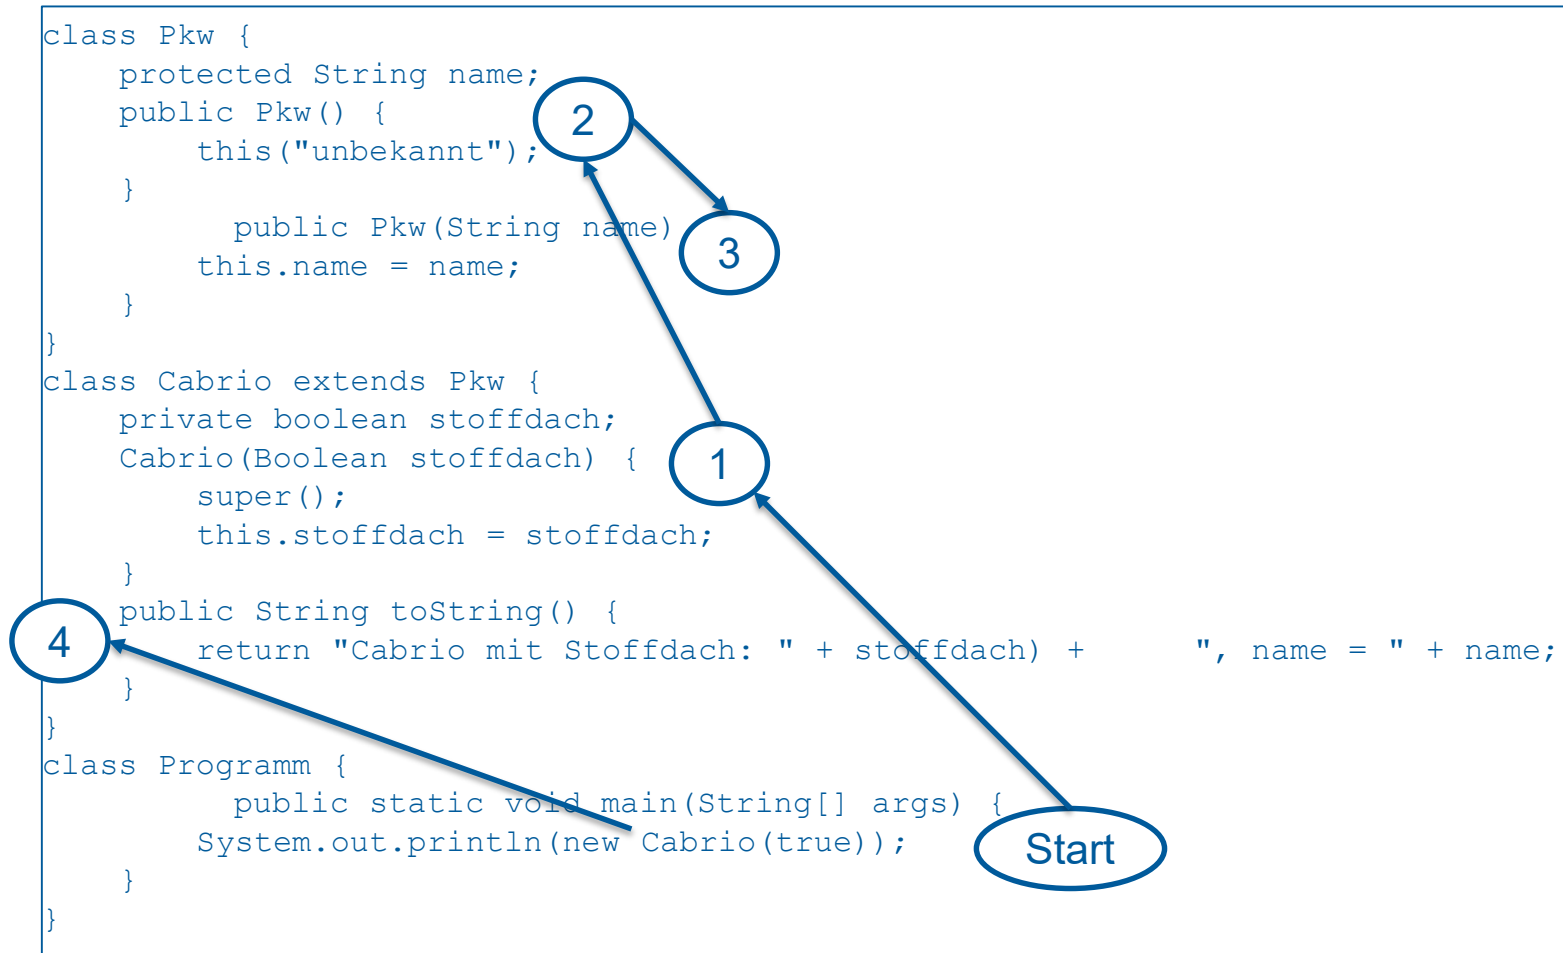 class Pkw {
    protected String name;
    public Pkw() {
2
        this("unbekannt");
    }
          public Pkw(String name)
3
        this.name = name;
    }
}
class Cabrio extends Pkw {
    private boolean stoffdach;
    Cabrio(Boolean stoffdach) {
1
        super();
        this.stoffdach = stoffdach;
    }
    public String toString() {
4
        return "Cabrio mit Stoffdach: " + stoffdach) +     ", name = " + name;
    }
}
class Programm {
          public static void main(String[] args) {
        System.out.println(new Cabrio(true));
Start
    }
}